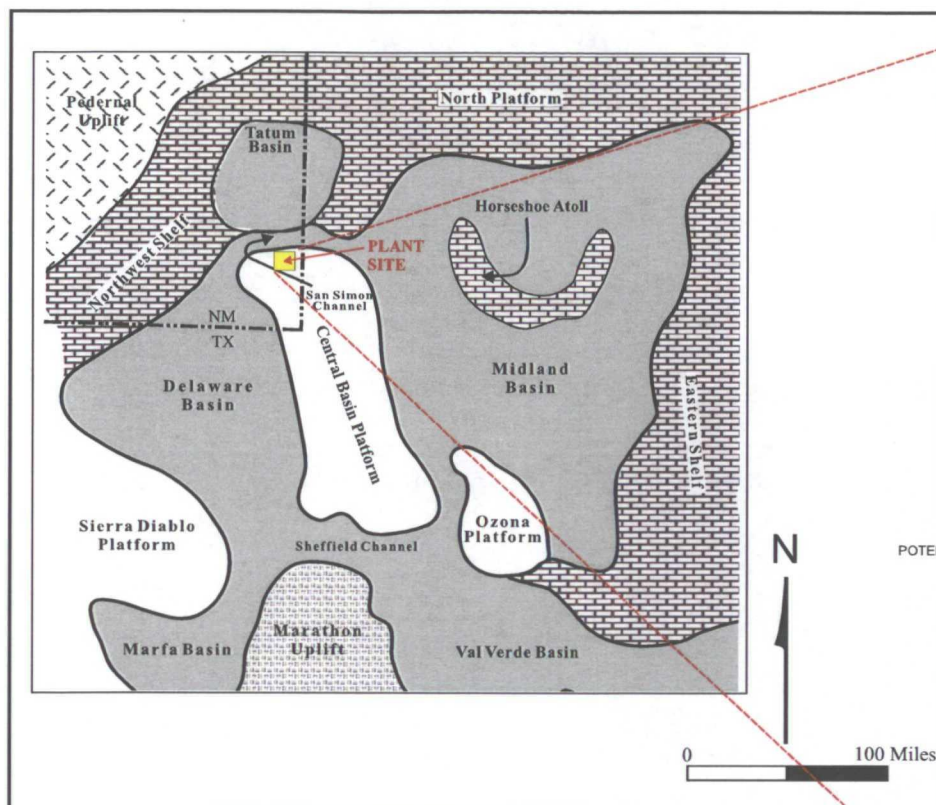 Pedernal
Uplift
North Platform
Tatum
Basin
Horseshoe Atoll
Northwest Shelf
PLANT
SITE
San Simon
Channel
NM
TX
Central Basin Platform
Delaware
Basin
Midland
Basin
Eastern Shelf
Sierra Diablo
Platform
Ozona
Platform
Sheffield Channel
N
POTE
Marfa Basin
Marathon
Uplift
Val Verde Basin
0 100 Miles